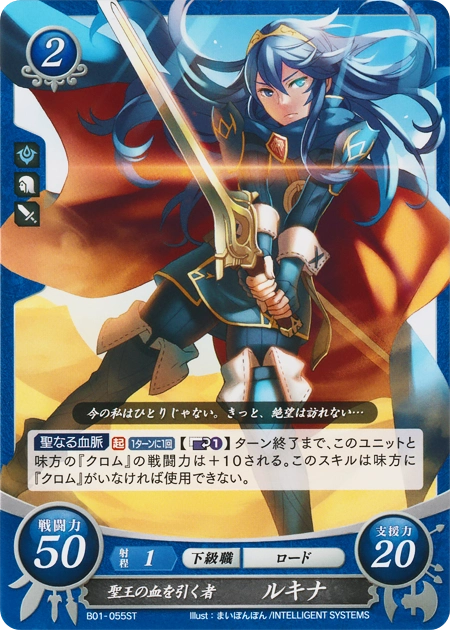 2
今の私はひとりじゃない。きっと、絶望は訪れない…
聖なる血脈 起 1ターンに1回 【 1】 ターン終了まで、このユニットと
味方の『クロム』の戦闘力は＋10される。このスキルは味方に
『クロム』がいなければ使用できない。
戦闘力
50
射程 1 下級職 ロード
支援力
20
聖王の血を引く者 ルキナ
B01-055ST Illust：まいぽんぽん/INTELLIGENT SYSTEMS